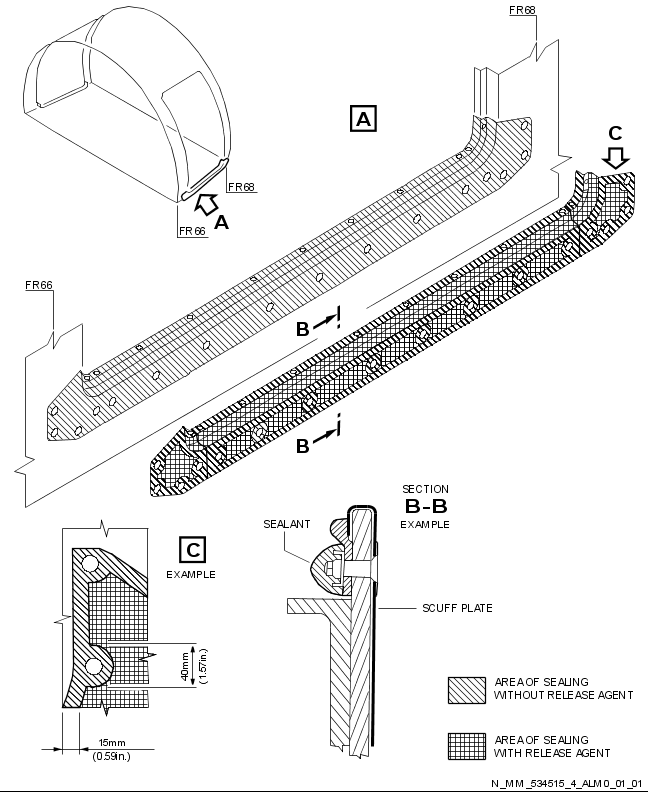 FR68
A
C
FR68
A
FR66
FR66
B
B
SECTION
B-B
EXAMPLE
SEALANT
C
EXAMPLE
SCUFF PLATE
40mm
(1.57in.)
AREA OF SEALING
WITHOUT RELEASE AGENT
15mm
(0.59in.)
AREA OF SEALING
WITH RELEASE AGENT
N_MM_534515_4_ALM0_01_01